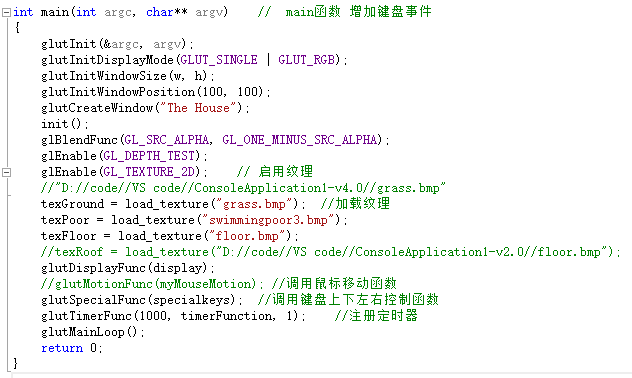 int main(int argc, char** argv)    //  main函数 增加键盘事件
{
    glutInit(&argc, argv);
    glutInitDisplayMode(GLUT_SINGLE | GLUT_RGB);
    glutInitWindowSize(w, h);
    glutInitWindowPosition(100, 100);
    glutCreateWindow("The House");
    init();
    glBlendFunc(GL_SRC_ALPHA, GL_ONE_MINUS_SRC_ALPHA);
    glEnable(GL_DEPTH_TEST);
    glEnable(GL_TEXTURE_2D);    // 启用纹理
    //"D://code//VS code//ConsoleApplication1-v4.0//grass.bmp"
    texGround = load_texture("grass.bmp");  //加载纹理
    texPoor = load_texture("swimmingpoor3.bmp");
    texFloor = load_texture("floor.bmp");
    //texRoof = load_texture("D://code//VS code//ConsoleApplication1-v2.0//floor.bmp");
    glutDisplayFunc(display);
    //glutMotionFunc(myMouseMotion); //调用鼠标移动函数
    glutSpecialFunc(specialkeys);  //调用键盘上下左右控制函数
    glutTimerFunc(1000, timerFunction, 1);    //注册定时器
    glutMainLoop();
    return 0;
}